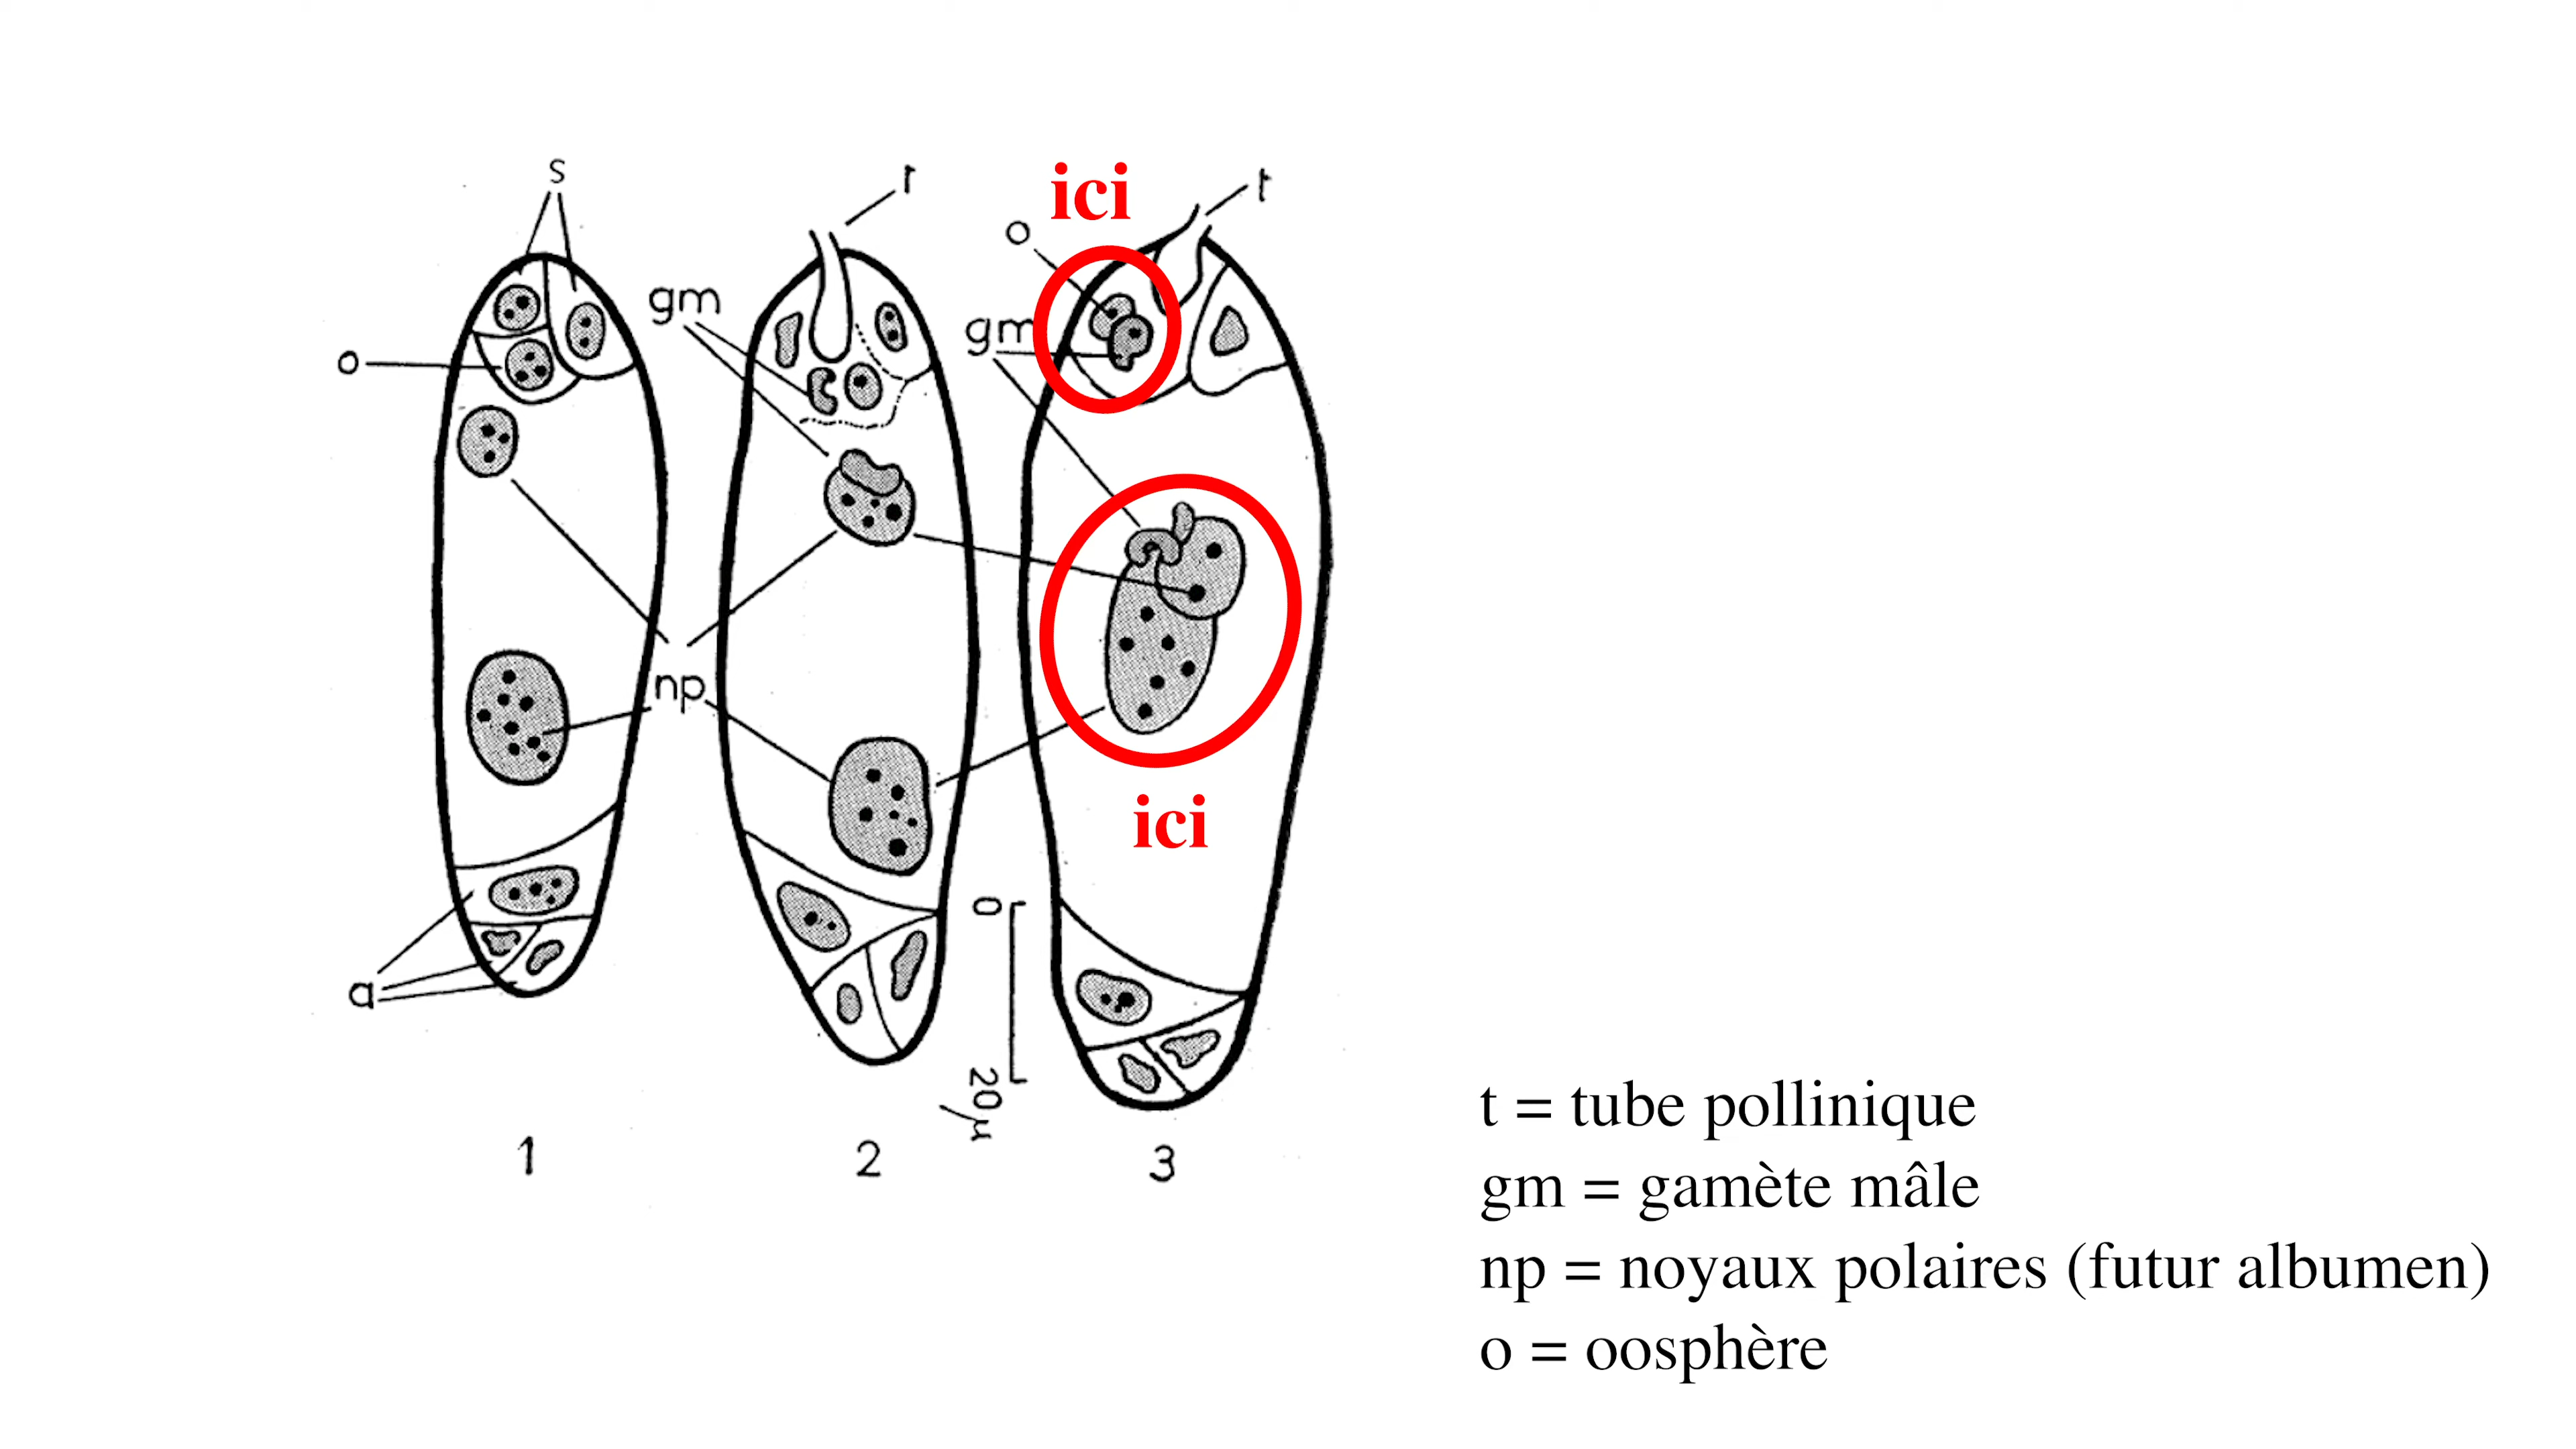 s
t
ici
t
o
gm
gm
o
np
ici
0
a
20µ
1
2
3
t = tube pollinique
gm = gamète mâle
np = noyaux polaires (futur albumen)
o = oosphère